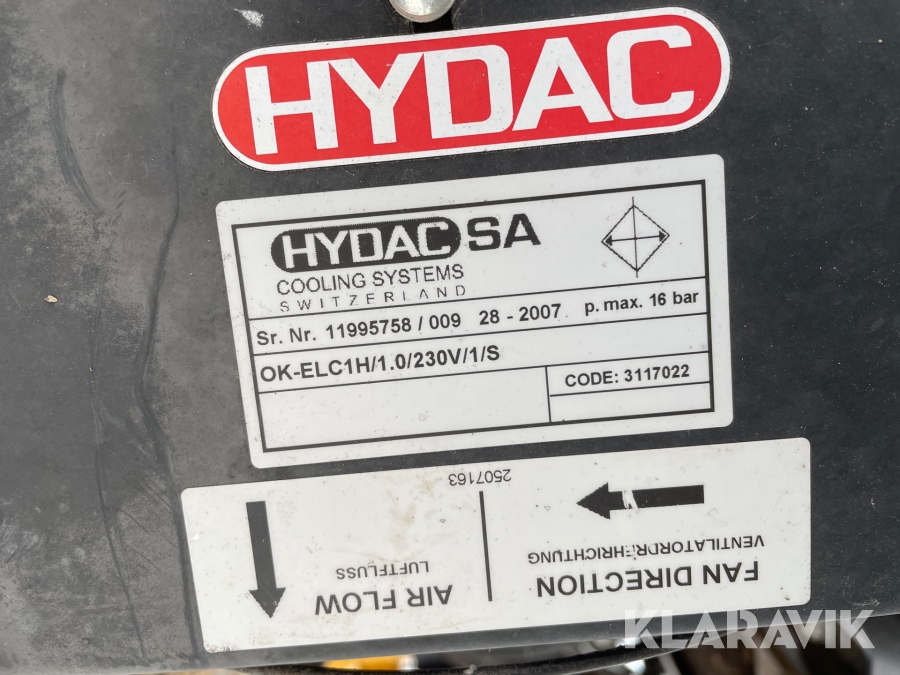 HYDAC
HYDAC SA
COOLING SYSTEMS
SWITZERLAND
Sr. Nr. 11995758 / 009 28 - 2007 p. max. 16 bar
OK-ELC1H/1.0/230V/1/S
CODE: 3117022
FAN DIRECTION
VENTILATORDREHRICHTUNG
AIR FLOW
LUFTFLUSS
2507163
KLARAVIK